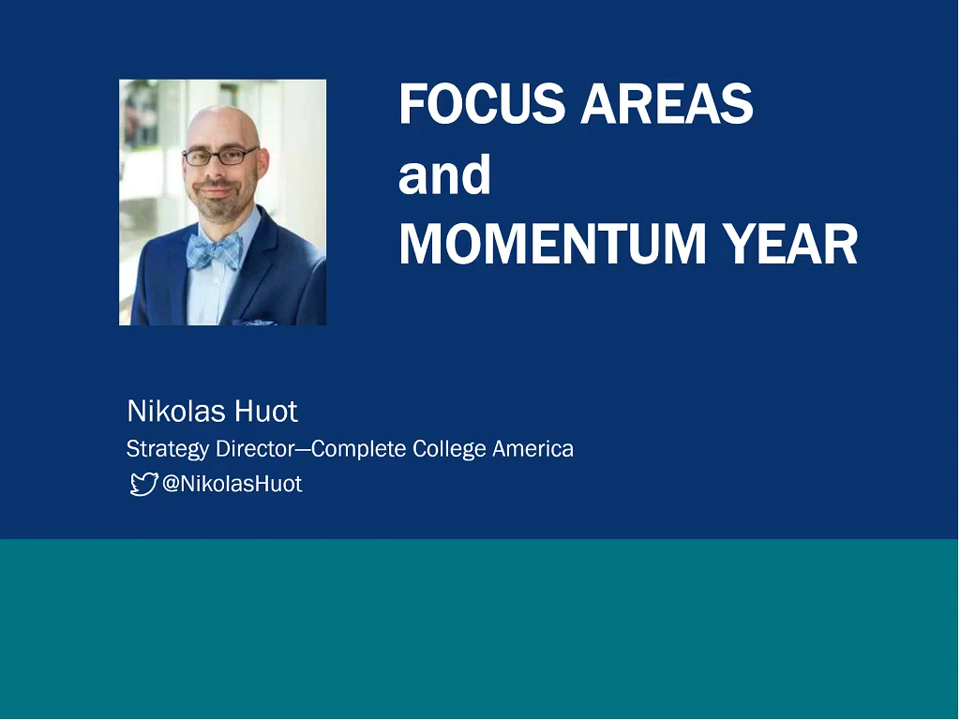 FOCUS AREAS
and
MOMENTUM YEAR
Nikolas Huot
Strategy Director—Complete College America
@NikolasHuot